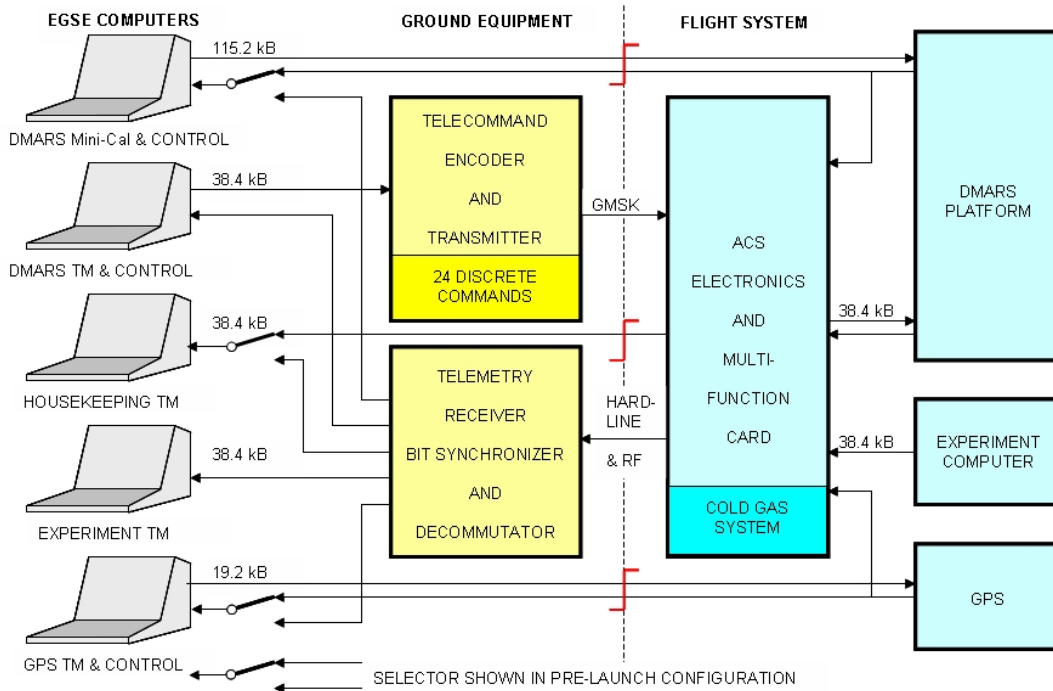 EGSE COMPUTERS
GROUND EQUIPMENT
FLIGHT SYSTEM
115.2 kB
DMARS Mini-Cal & CONTROL
38.4 kB
DMARS TM & CONTROL
38.4 kB
HOUSEKEEPING TM
38.4 kB
EXPERIMENT TM
19.2 kB
GPS TM & CONTROL
TELECOMMAND
ENCODER
AND
TRANSMITTER
24 DISCRETE
COMMANDS
TELEMETRY
RECEIVER
BIT SYNCHRONIZER
AND
DECOMMUTATOR
GMSK
HARD-
LINE
& RF
ACS
ELECTRONICS
AND
MULTI-
FUNCTION
CARD
COLD GAS
SYSTEM
38.4 kB
38.4 kB
DMARS
PLATFORM
EXPERIMENT
COMPUTER
GPS
SELECTOR SHOWN IN PRE-LAUNCH CONFIGURATION